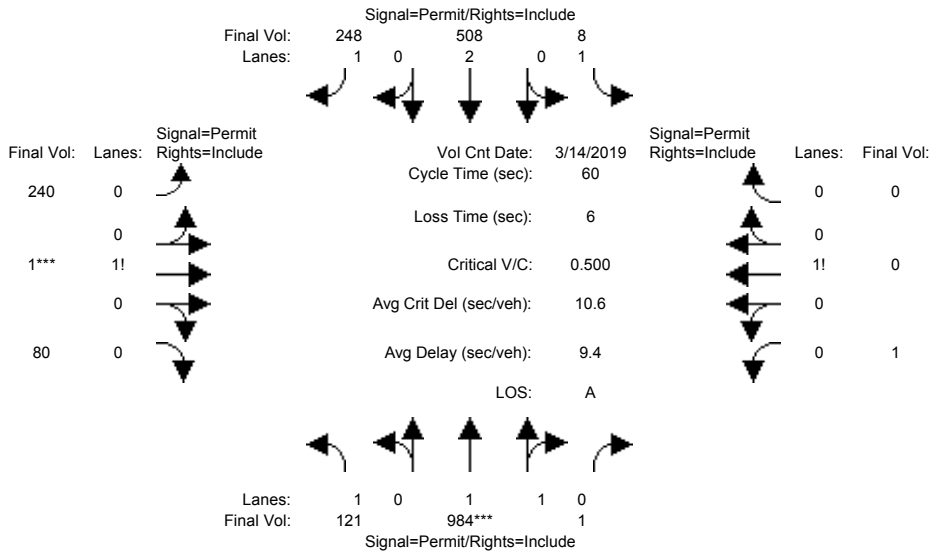 Signal=Permit/Rights=Include
Final Vol: 248 508 8
Lanes: 1 0 2 0 1
Signal=Permit Signal=Permit
Final Vol: Lanes: Rights=Include Vol Cnt Date: 3/14/2019 Rights=Include Lanes: Final Vol:
Cycle Time (sec): 60
240 0 0 0
Loss Time (sec): 6
0 0
1*** 1! Critical V/C: 0.500 1! 0
0 Avg Crit Del (sec/veh): 10.6 0
80 0 Avg Delay (sec/veh): 9.4 0 1
LOS: A
Lanes: 1 0 1 1 0
Final Vol: 121 984*** 1
Signal=Permit/Rights=Include